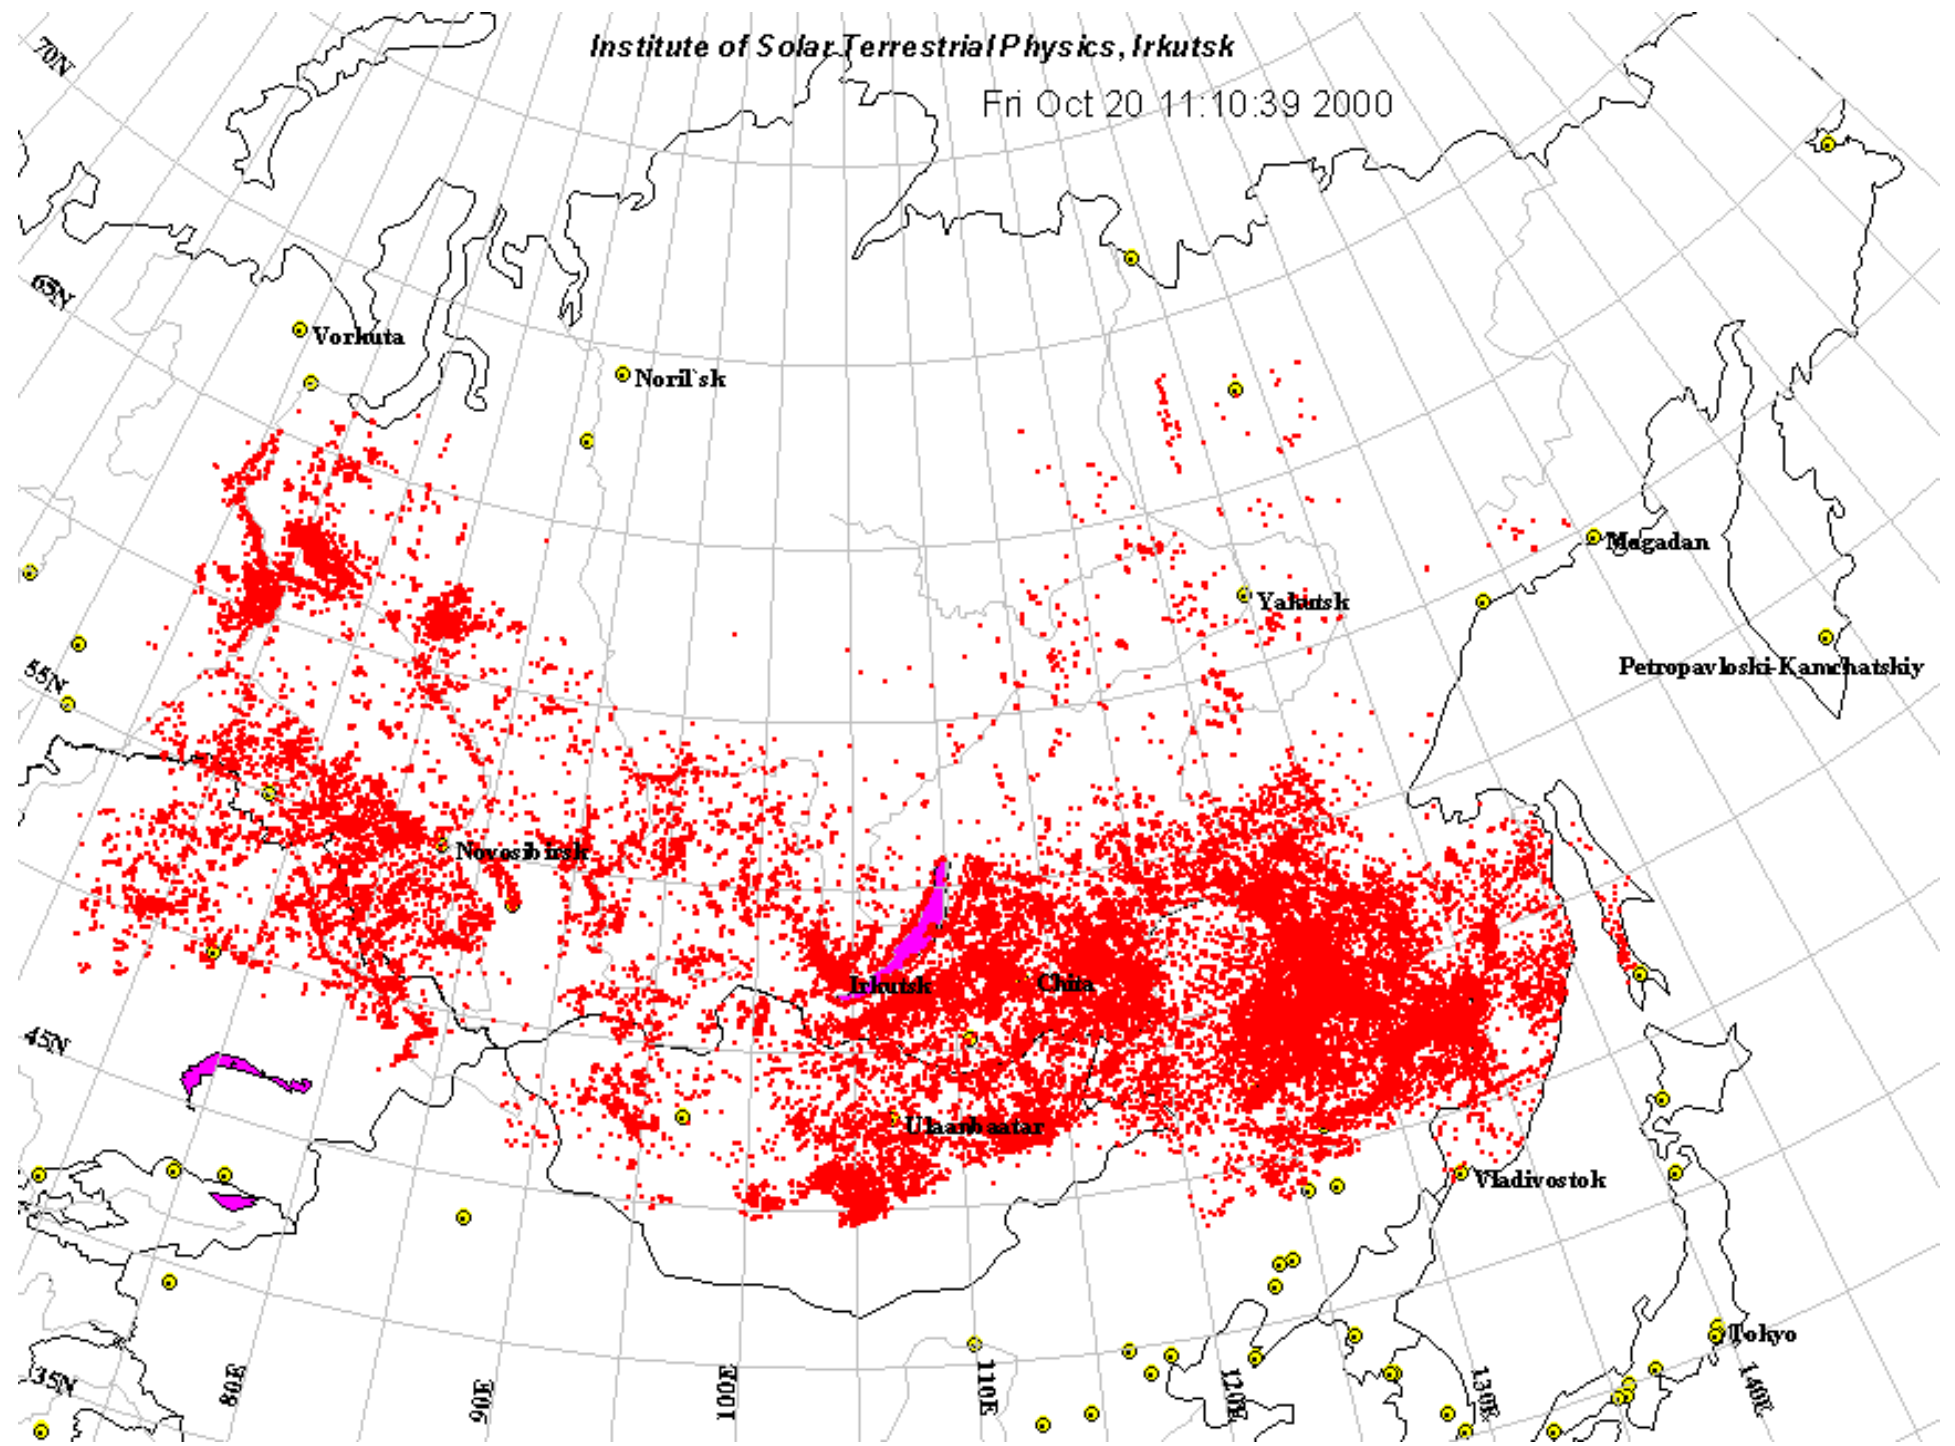 Institute of Solar-Terrestrial Physics, Irkutsk
Fri Oct 20 11:10:39 2000
70N
65N
Vorkuta
Noril`sk
Magadan
Yakutsk
Petropavloski-Kamchatskiy
55N
Novosibirsk
Irkutsk
Chita
45N
Ulaanbaatar
Vladivostok
Tokyo
35N
80E
90E
100E
110E
120E
130E
140E